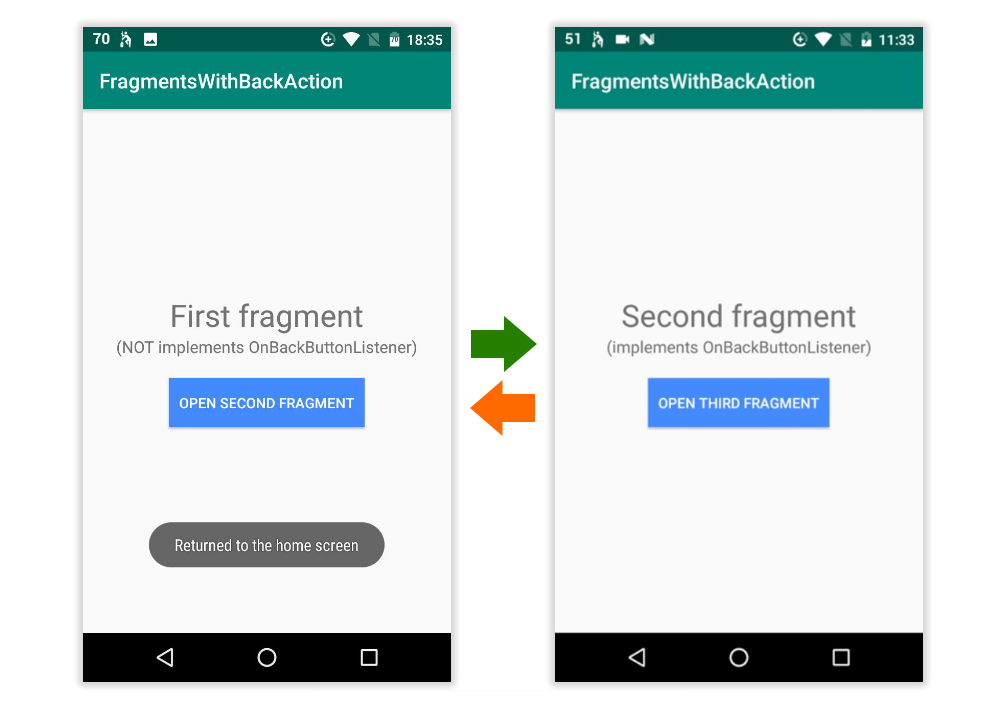 70 18:35
FragmentsWithBackAction
First fragment
(NOT implements OnBackButtonListener)
OPEN SECOND FRAGMENT
Returned to the home screen
51 11:33
FragmentsWithBackAction
Second fragment
(implements OnBackButtonListener)
OPEN THIRD FRAGMENT